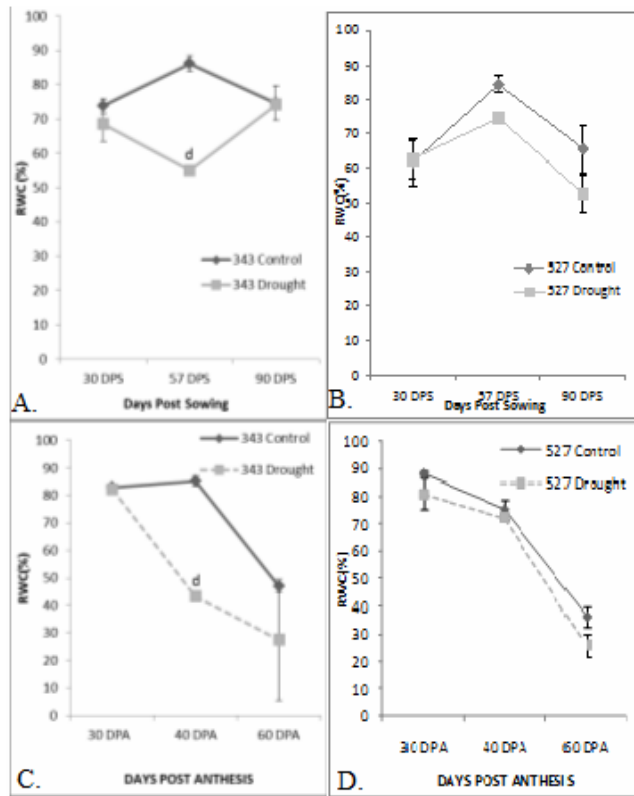 100
90
80
70
60
50
40
30
20
10
0
RWC (%)
d
343 Control
343 Drought
30 DPS 57 DPS 90 DPS
Days Post Sowing
A.
100
90
80
70
60
50
40
30
20
10
0
RWC(%)
527 Control
527 Drought
30 DPS 57 DPS 90 DPS
Days Post Sowing
B.
100
90
80
70
60
50
40
30
20
10
0
RWC(%)
343 Control
343 Drought
d
30 DPA 40 DPA 60 DPA
DAYS POST ANTHESIS
C.
100
90
80
70
60
50
40
30
20
10
0
RWC(%)
527 Control
527 Drought
30 DPA 40 DPA 60 DPA
DAYS POST ANTHESIS
D.